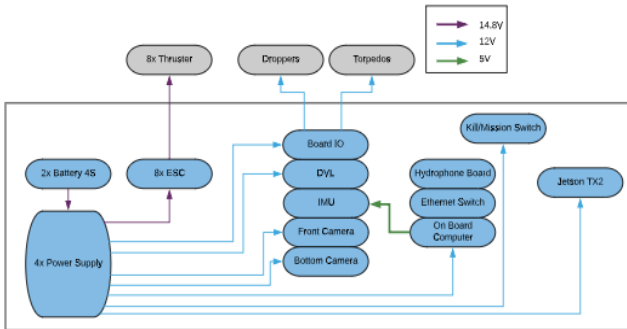 14.8V
12V
5V
8x Thruster
Droppers
Torpedos
Kill/Mission Switch
Board IO
2x Battery 4S
8x ESC
DVL
Hydrophone Board
Jetson TX2
IMU
Ethernet Switch
On Board
Computer
Front Camera
4x Power Supply
Bottom Camera